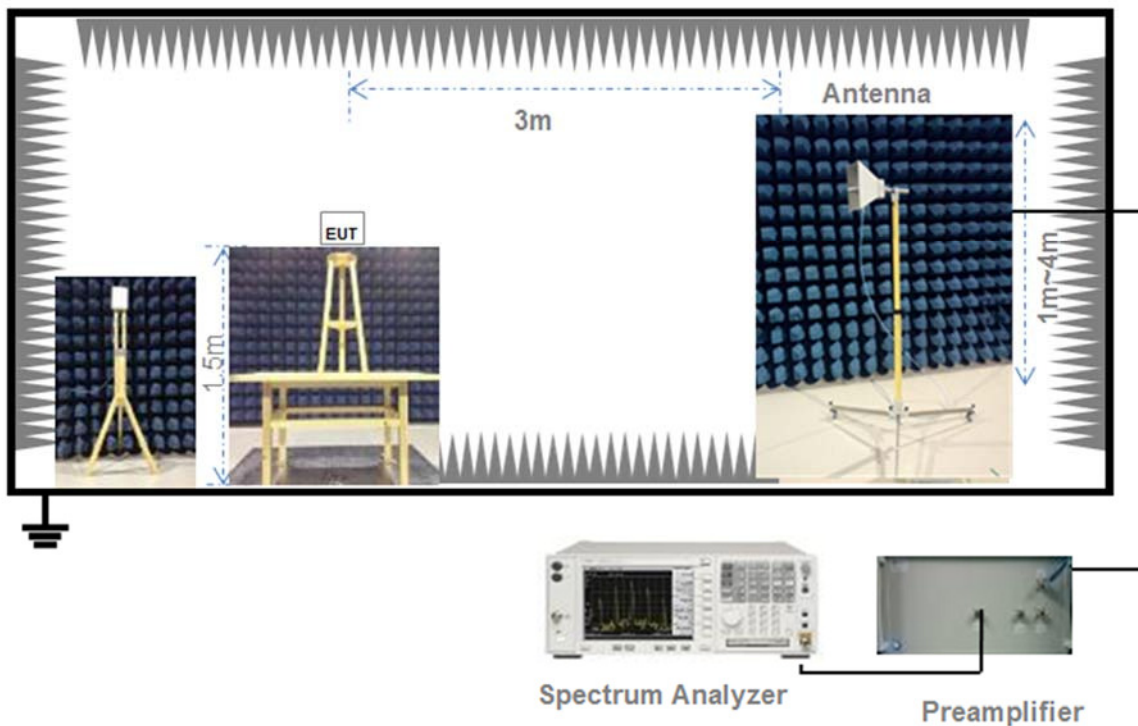 3m
Antenna
EUT
1.5m
1m~4m
Spectrum Analyzer
Preamplifier